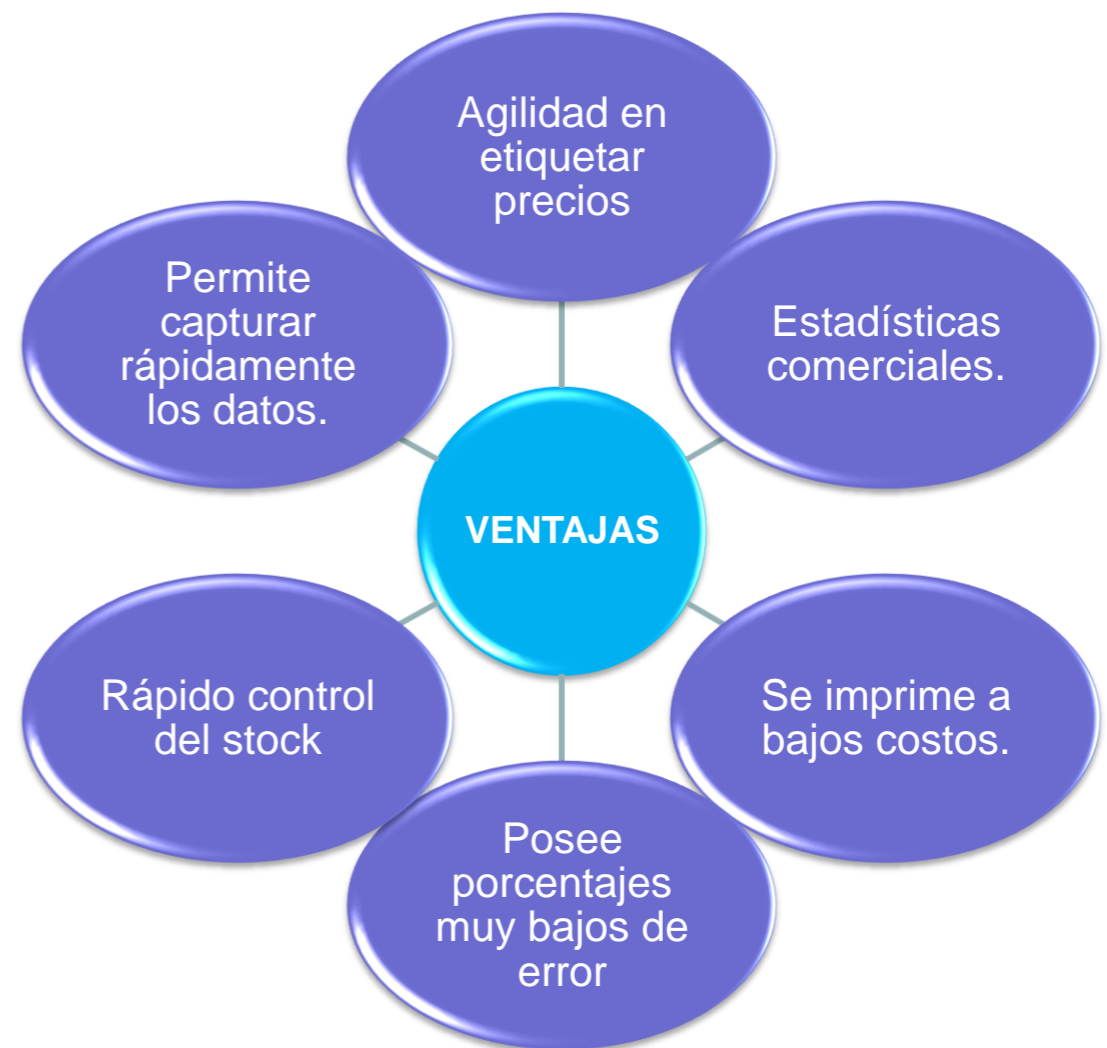 Agilidad en
etiquetar
precios
Estadísticas
comerciales.
Se imprime a
bajos costos.
Posee
porcentajes
muy bajos de
error
Rápido control
del stock
Permite
capturar
rápidamente
los datos.
VENTAJAS